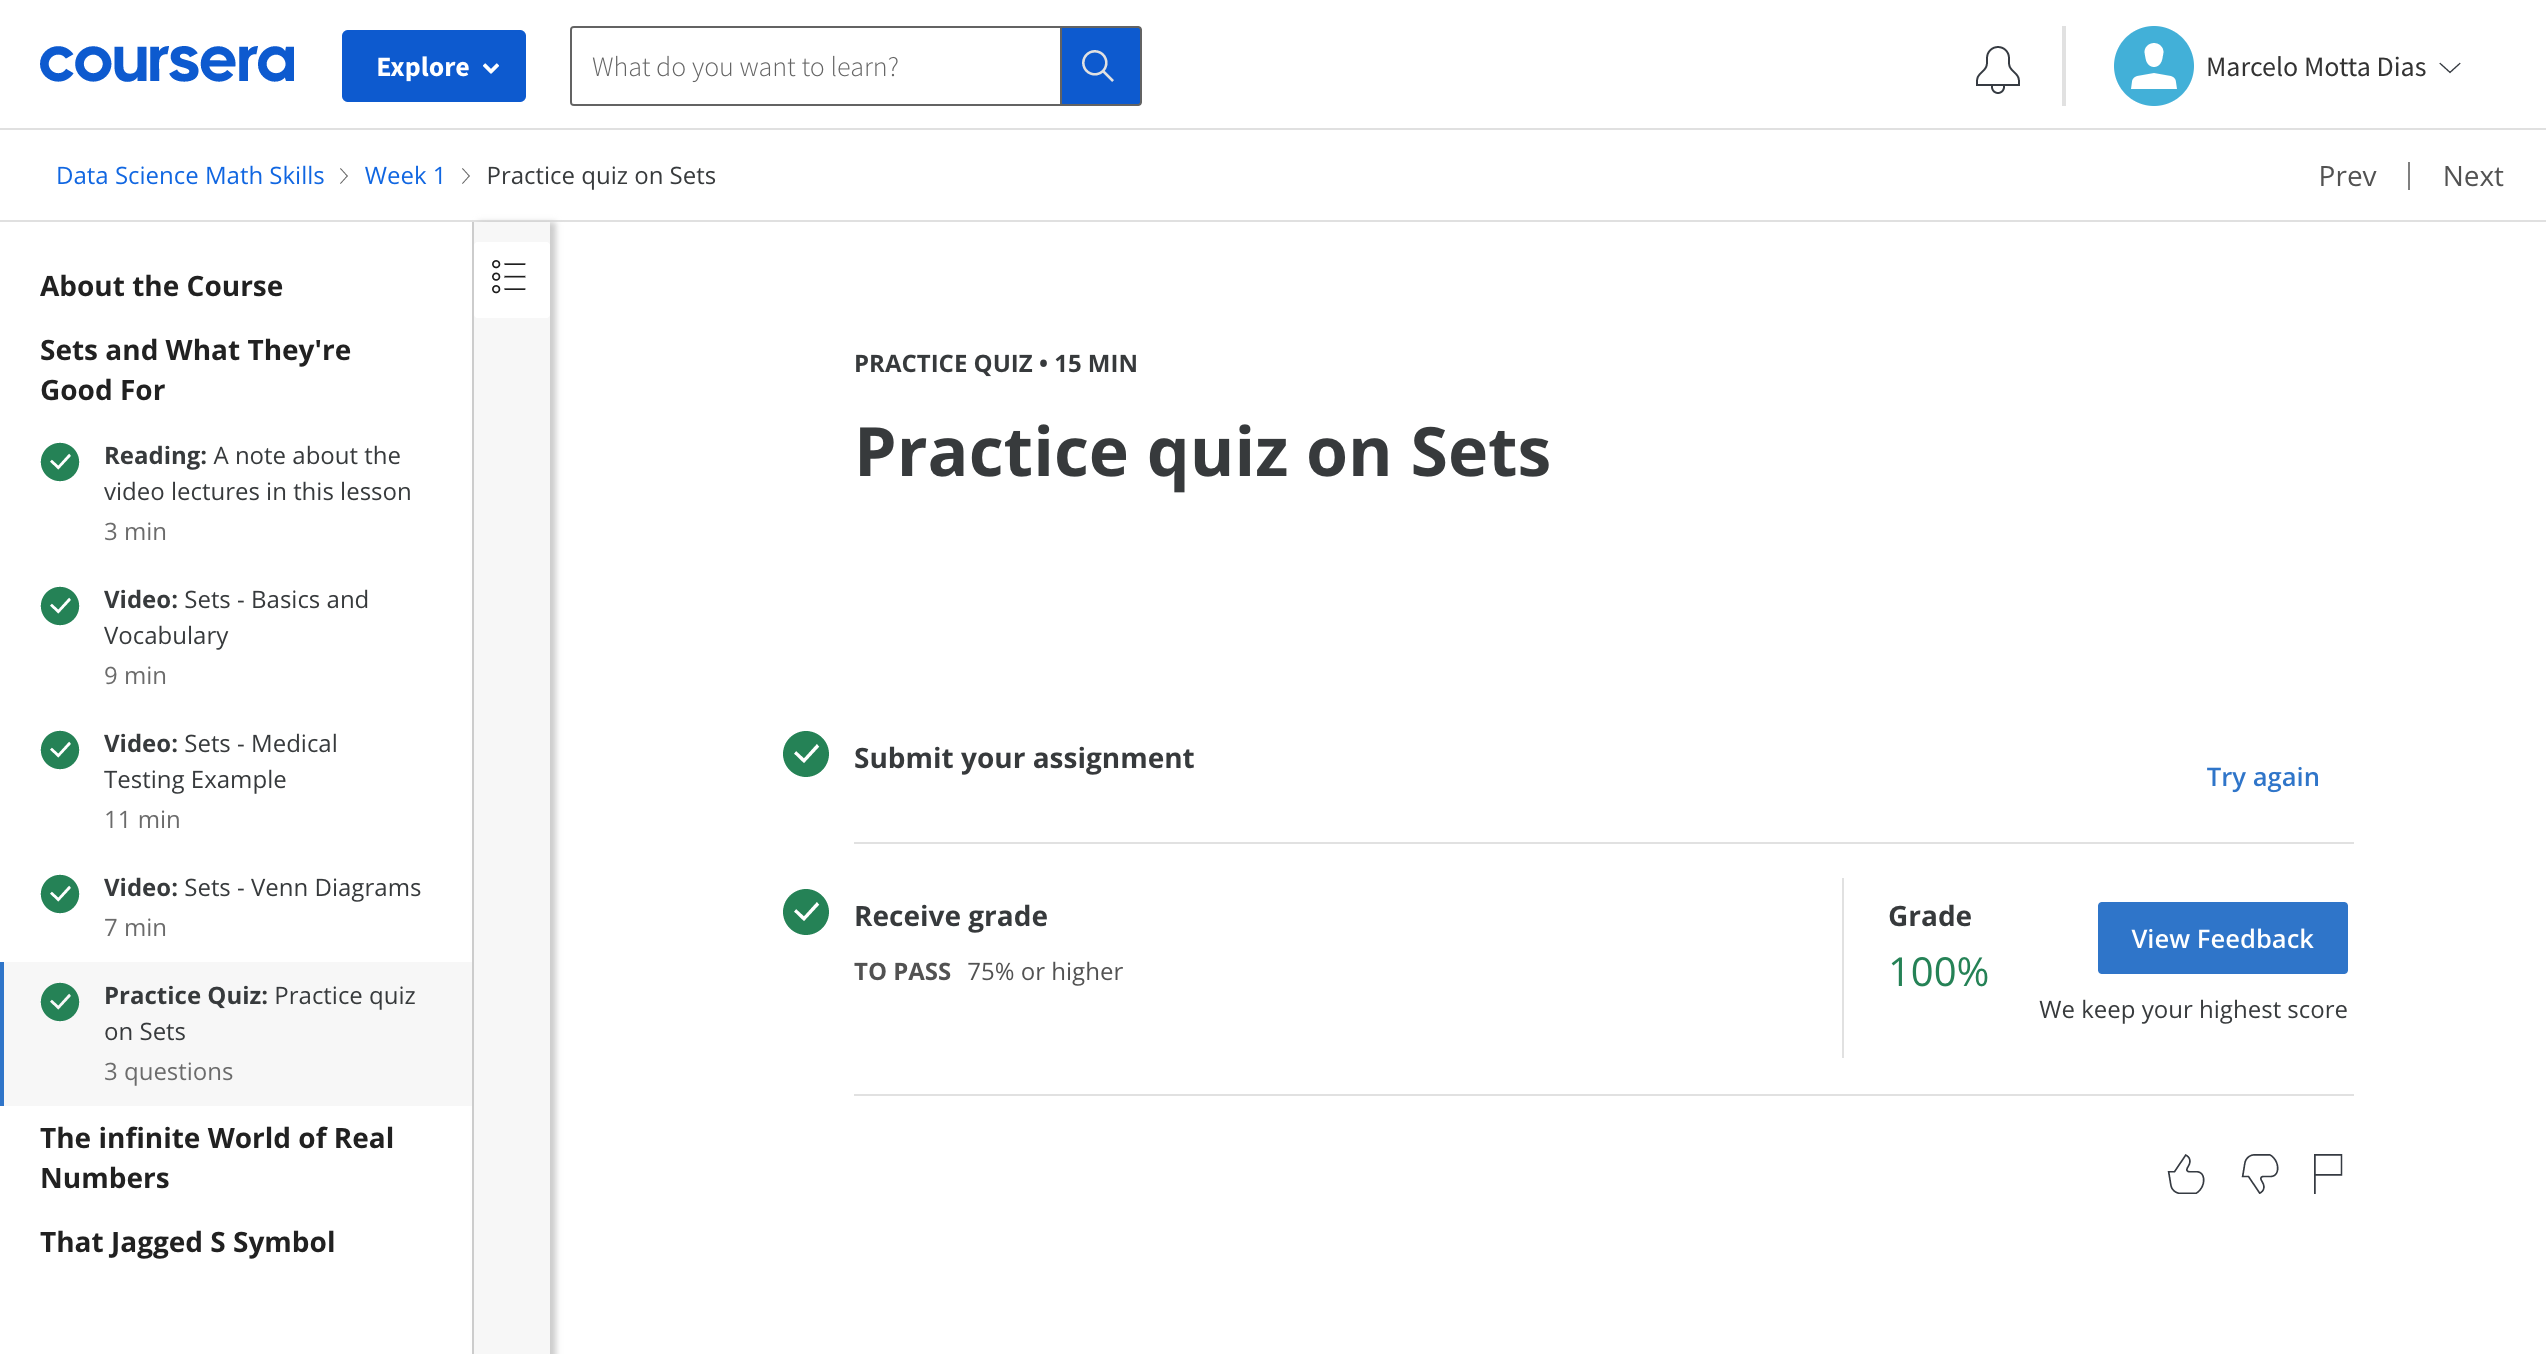 coursera
Explore
What do you want to learn?
Marcelo Motta Dias
Data Science Math Skills
Week 1
Practice quiz on Sets
Prev
Next
About the Course
Sets and What They're
Good For
Reading: A note about the
video lectures in this lesson
3 min
Video: Sets - Basics and
Vocabulary
9 min
Video: Sets - Medical
Testing Example
11 min
Video: Sets - Venn Diagrams
7 min
Practice Quiz: Practice quiz
on Sets
3 questions
The infinite World of Real
Numbers
That Jagged S Symbol
PRACTICE QUIZ • 15 MIN
Practice quiz on Sets
Submit your assignment
Try again
Receive grade
TO PASS 75% or higher
Grade
100%
View Feedback
We keep your highest score